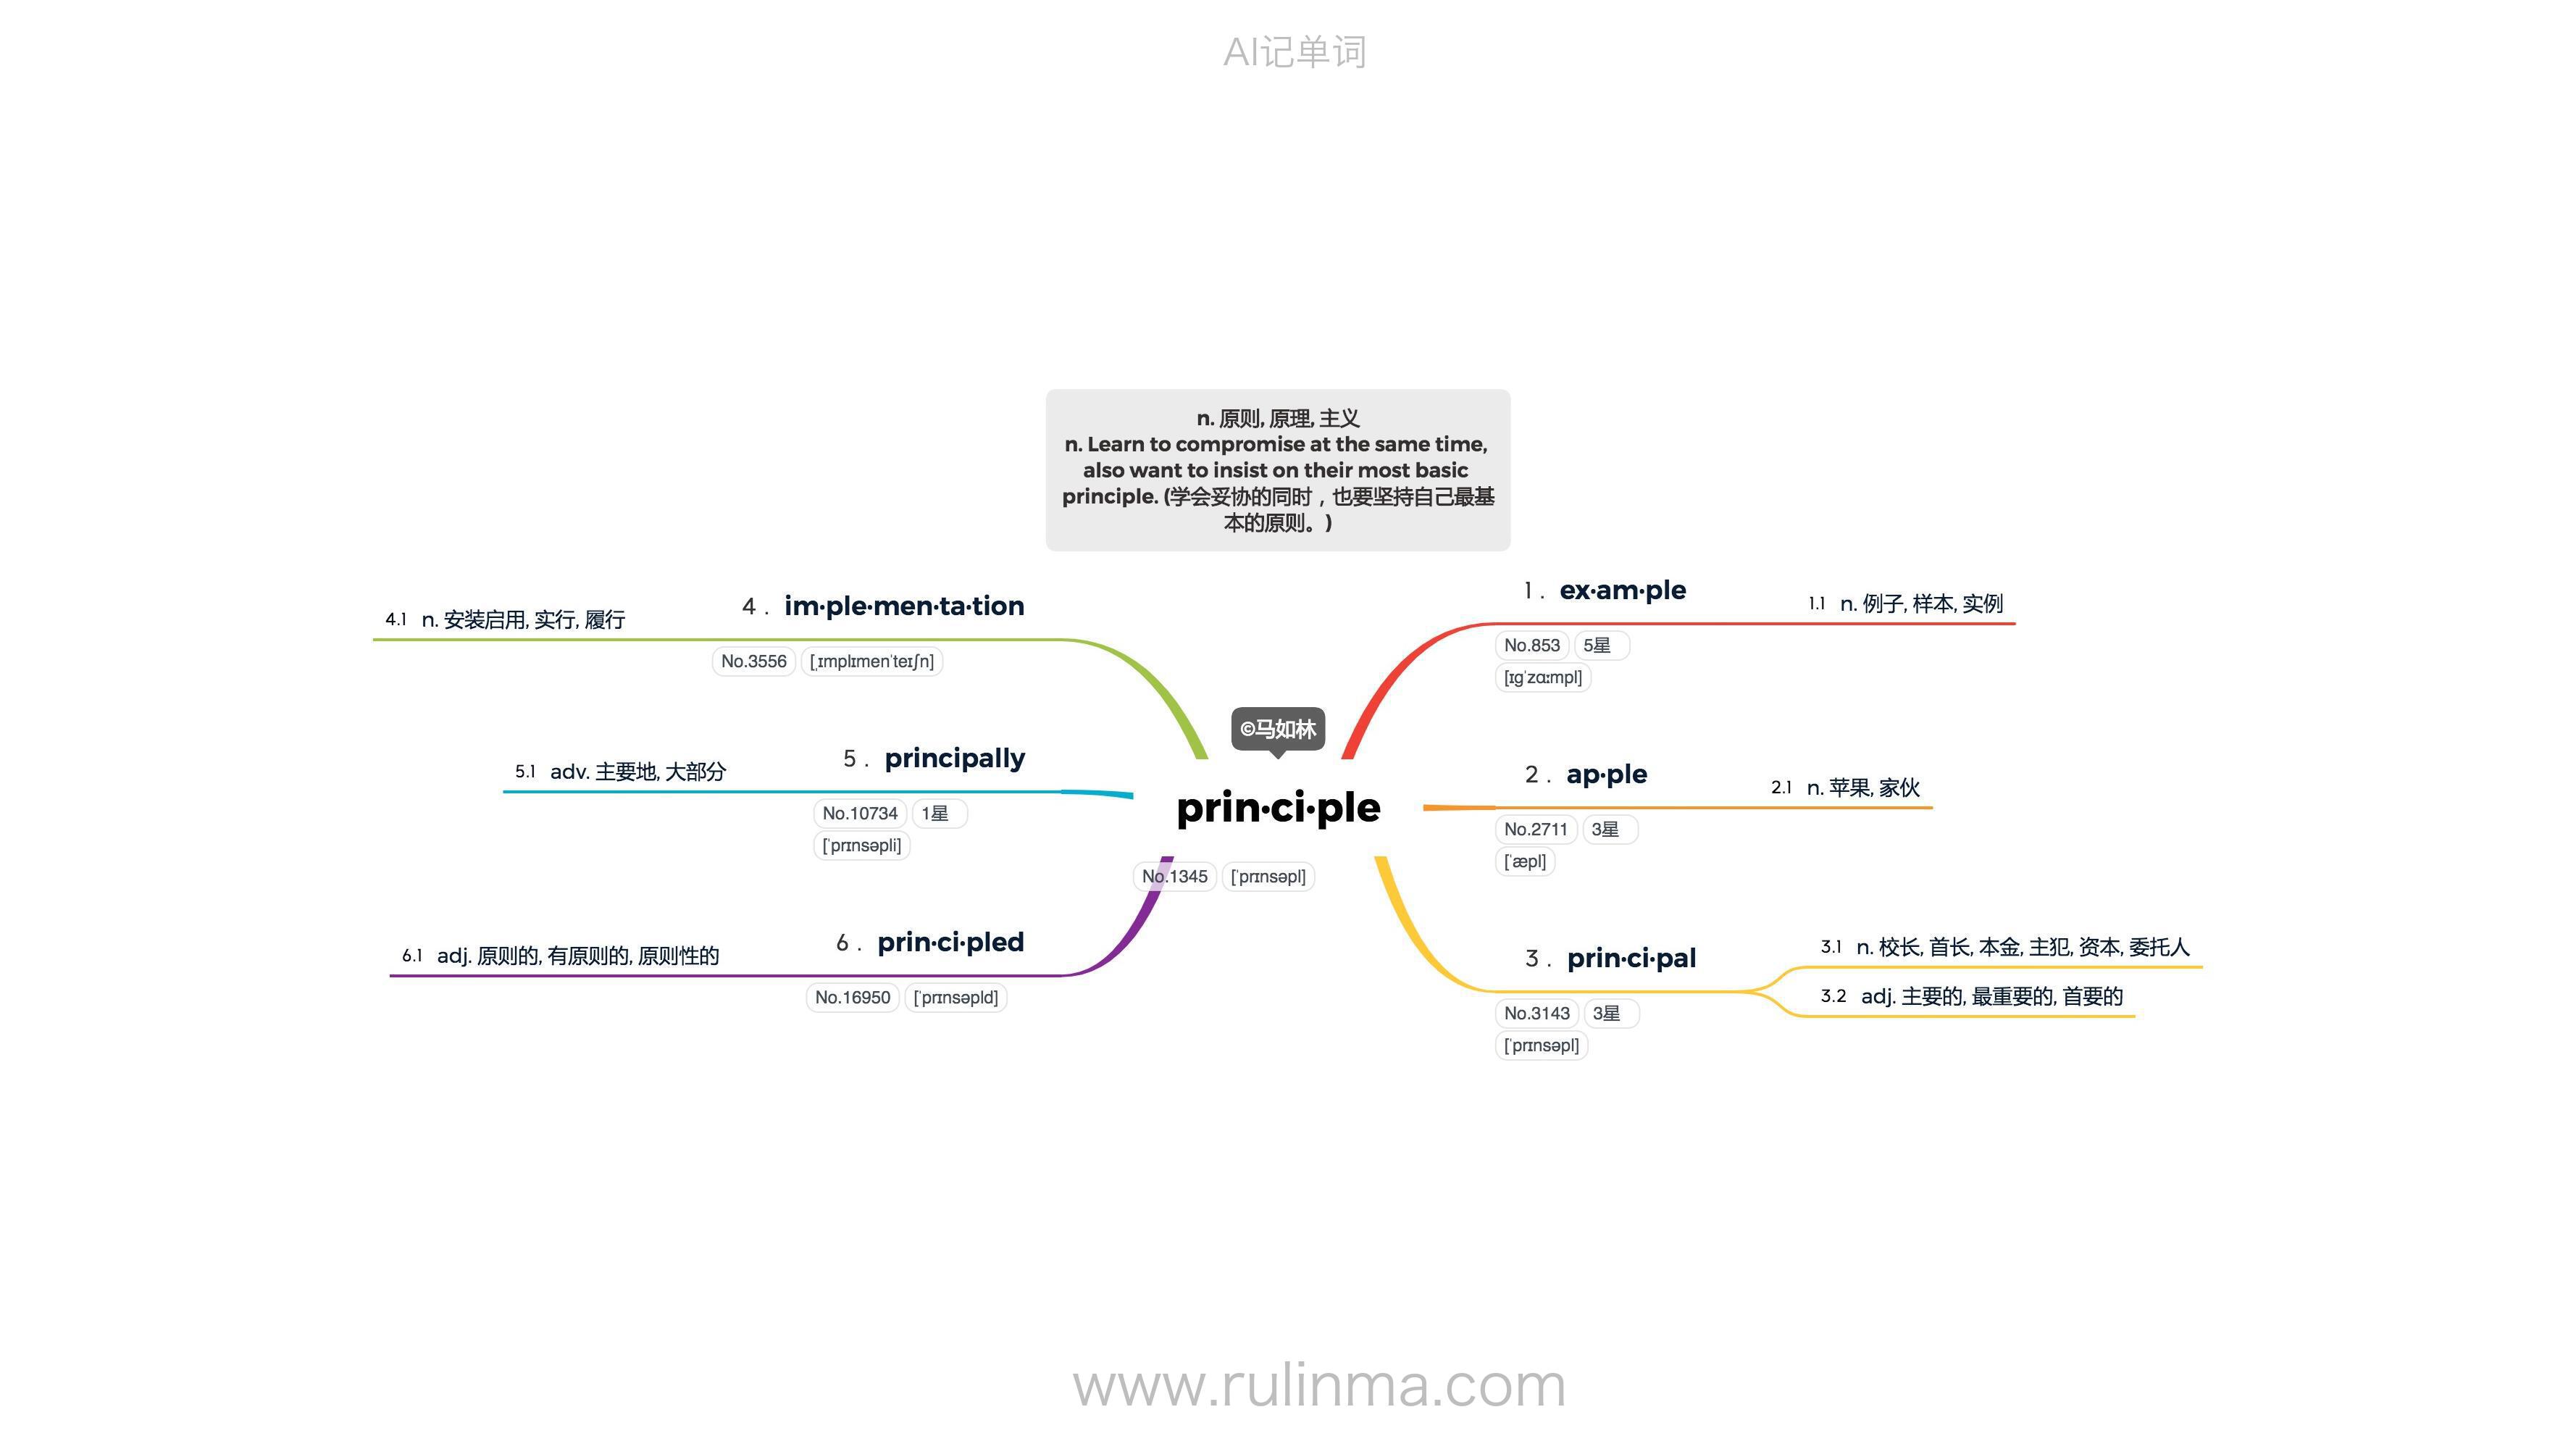 AI记单词
n. 原则, 原理, 主义
n. Learn to compromise at the same time,
also want to insist on their most basic
principle. (学会妥协的同时，也要坚持自己最基
本的原则。)
4 . im·ple·men·ta·tion
4.1 n. 安装启用, 实行, 履行
No.3556 [ˌɪmplɪmenˈteɪʃn]
5 . principally
5.1 adv. 主要地, 大部分
No.10734 1星
[ˈprɪnsəpli]
6 . prin·ci·pled
6.1 adj. 原则的, 有原则的, 原则性的
No.16950 [ˈprɪnsəpld]
©马如林
prin·ci·ple
No.1345 [ˈprɪnsəpl]
1 . ex·am·ple
1.1 n. 例子, 样本, 实例
No.853 5星
[ɪɡˈzɑːmpl]
2 . ap·ple
2.1 n. 苹果, 家伙
No.2711 3星
[ˈæpl]
3 . prin·ci·pal
3.1 n. 校长, 首长, 本金, 主犯, 资本, 委托人
3.2 adj. 主要的, 最重要的, 首要的
No.3143 3星
[ˈprɪnsəpl]
www.rulinma.com